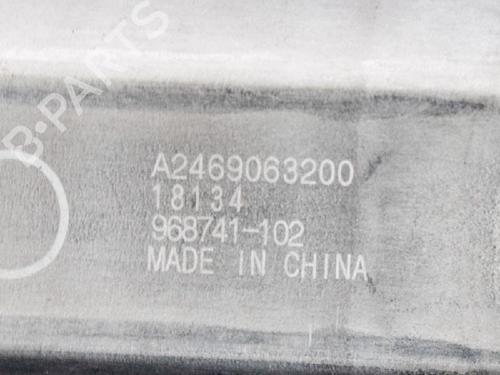 B-PARTS
A2469063200
18134
968741-102
MADE IN CHINA